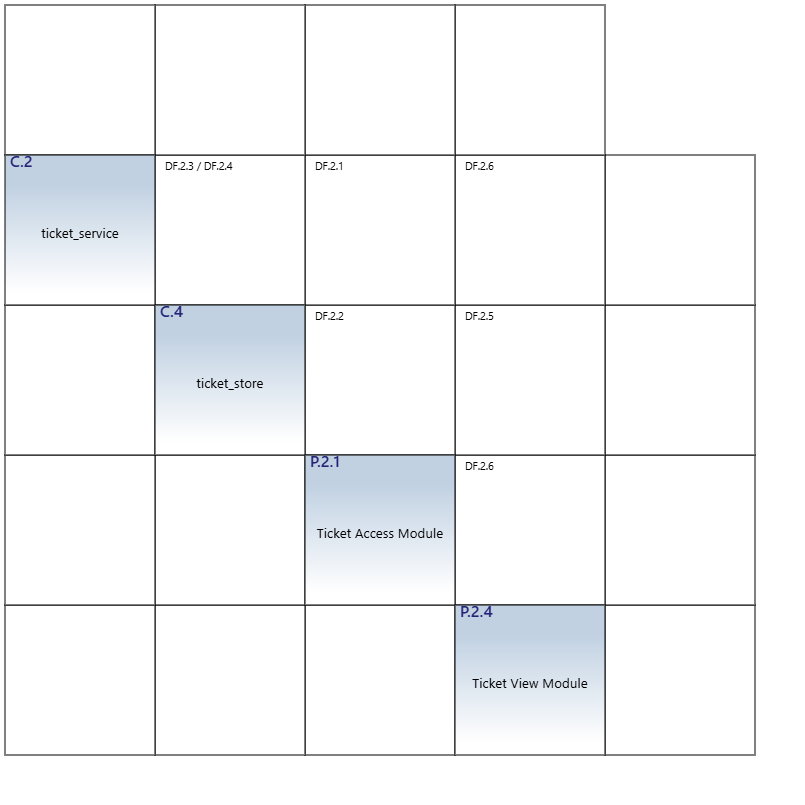 C.2
DF.2.3 / DF.2.4
DF.2.1
DF.2.6
ticket_service
C.4
DF.2.2
DF.2.5
ticket_store
P.2.1
DF.2.6
Ticket Access Module
P.2.4
Ticket View Module